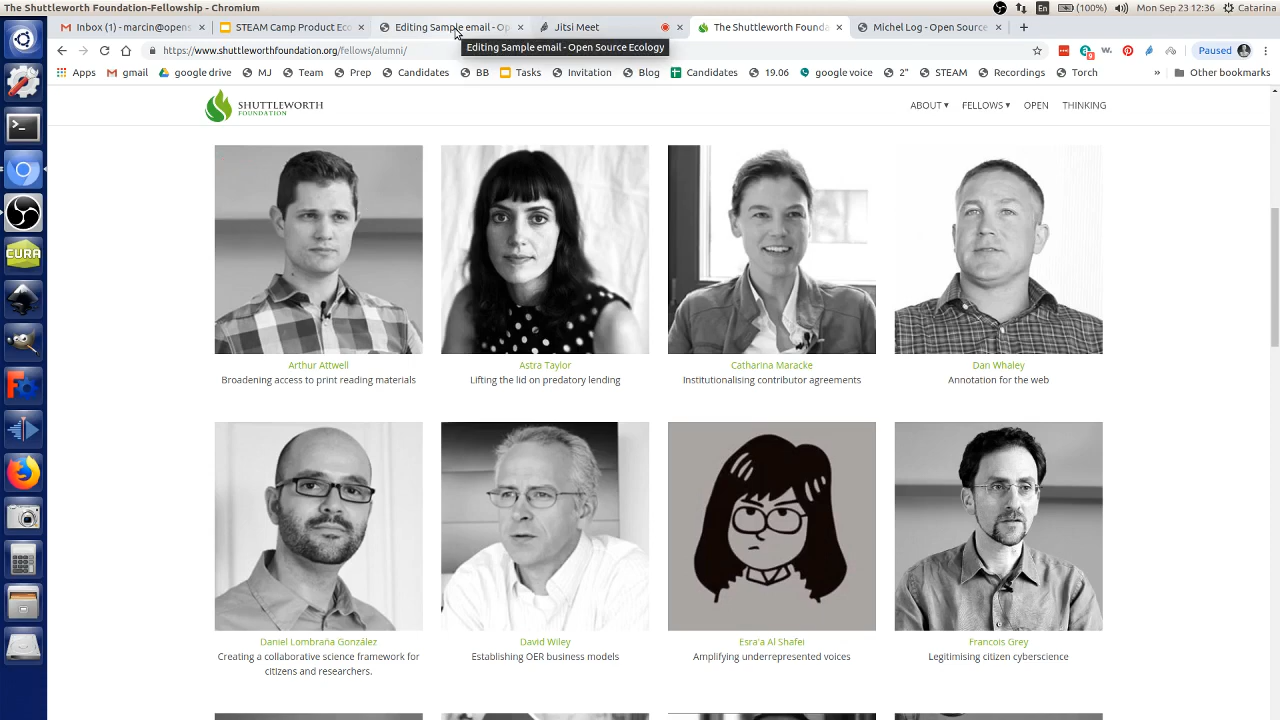 The Shuttleworth Foundation-Fellowship - Chromium
En (100%) Mon Sep 23 12:36 Catarina
Inbox (1) - marcin@opens
STEAM Camp Product Eco
Editing Sample email - Op
Jitsi Meet
The Shuttleworth Founda
Michel Log - Open Source
Editing Sample email - Open Source Ecology
https://www.shuttleworthfoundation.org/fellows/alumni/
9
W.
Paused
Apps gmail google drive MJ Team Prep Candidates BB Tasks Invitation Blog Candidates 19.06 google voice 2" STEAM Recordings Torch » Other bookmarks
SHUTTLEWORTH
FOUNDATION
ABOUT ▾ FELLOWS ▾ OPEN THINKING
Arthur Attwell
Broadening access to print reading materials
Astra Taylor
Lifting the lid on predatory lending
Catharina Maracke
Institutionalising contributor agreements
Dan Whaley
Annotation for the web
Daniel Lombraña González
Creating a collaborative science framework for
citizens and researchers.
David Wiley
Establishing OER business models
Esra'a Al Shafei
Amplifying underrepresented voices
Francois Grey
Legitimising citizen cyberscience
CURA